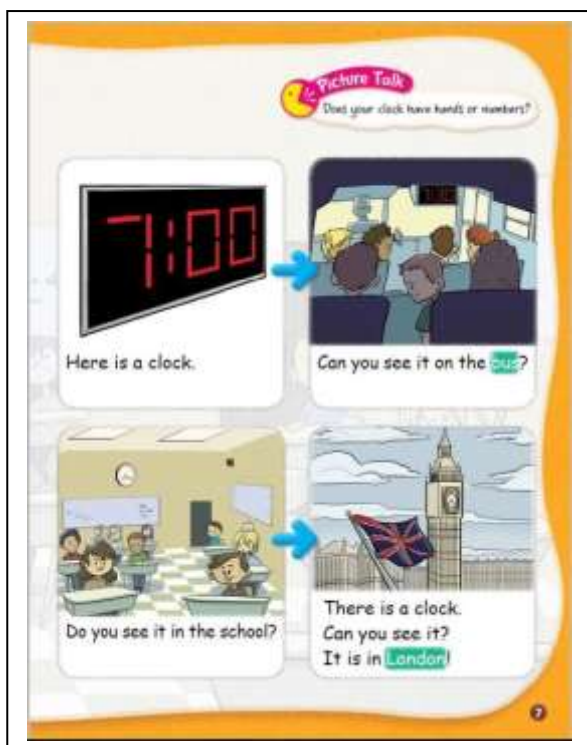 Picture Talk
Does your clock have hands or numbers?
7:00
Here is a clock.
Can you see it on the bus?
Do you see it in the school?
There is a clock.
Can you see it?
It is in London!
7